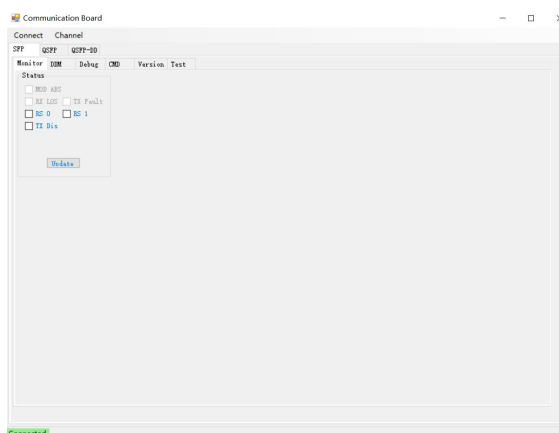 Communication Board
Connect Channel
SFP QSFP QSFP-DD
Monitor DDM Debug CMD Version Test
Status
MOD ABS
RX LOS TX Fault
RS 0 RS 1
TX Dis
Update
Connected